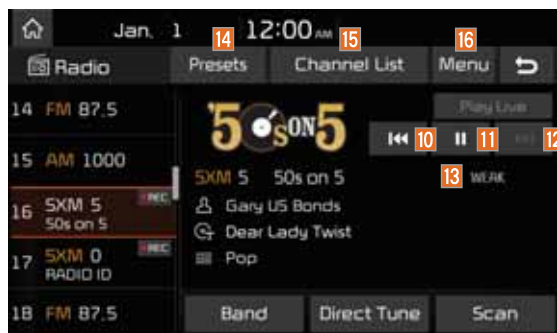 Jan. 1 12:00 AM
14 15 16
Radio Presets Channel List Menu
14 FM 87.5
15 AM 1000
16 SXM 5 REC
50s on 5
17 SXM 0 REC
RADIO ID
18 FM 87.5
'50's ON 5
Play Live
10 11 12
13 WEAK
SXM 5 50s on 5
Gary US Bonds
Dear Lady Twist
Pop
Band Direct Tune Scan